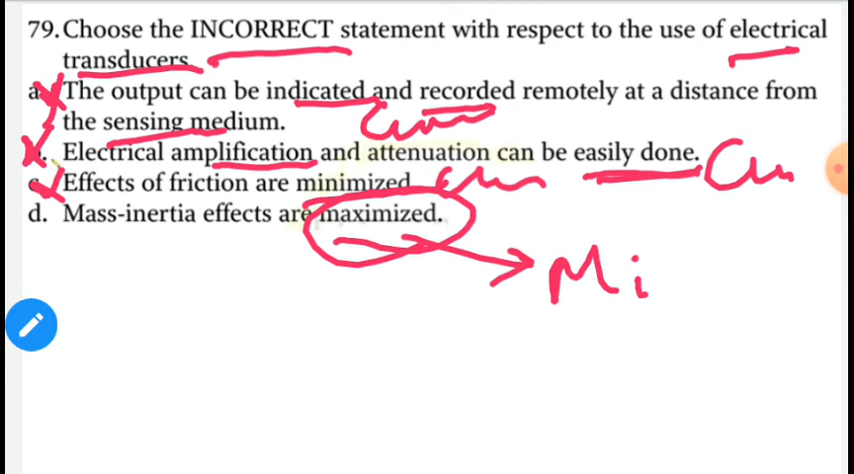 79. Choose the INCORRECT statement with respect to the use of electrical
transducers.
a. The output can be indicated and recorded remotely at a distance from
the sensing medium.
Electrical amplification and attenuation can be easily done.
c. Effects of friction are minimized
d. Mass-inertia effects are maximized.
Mi